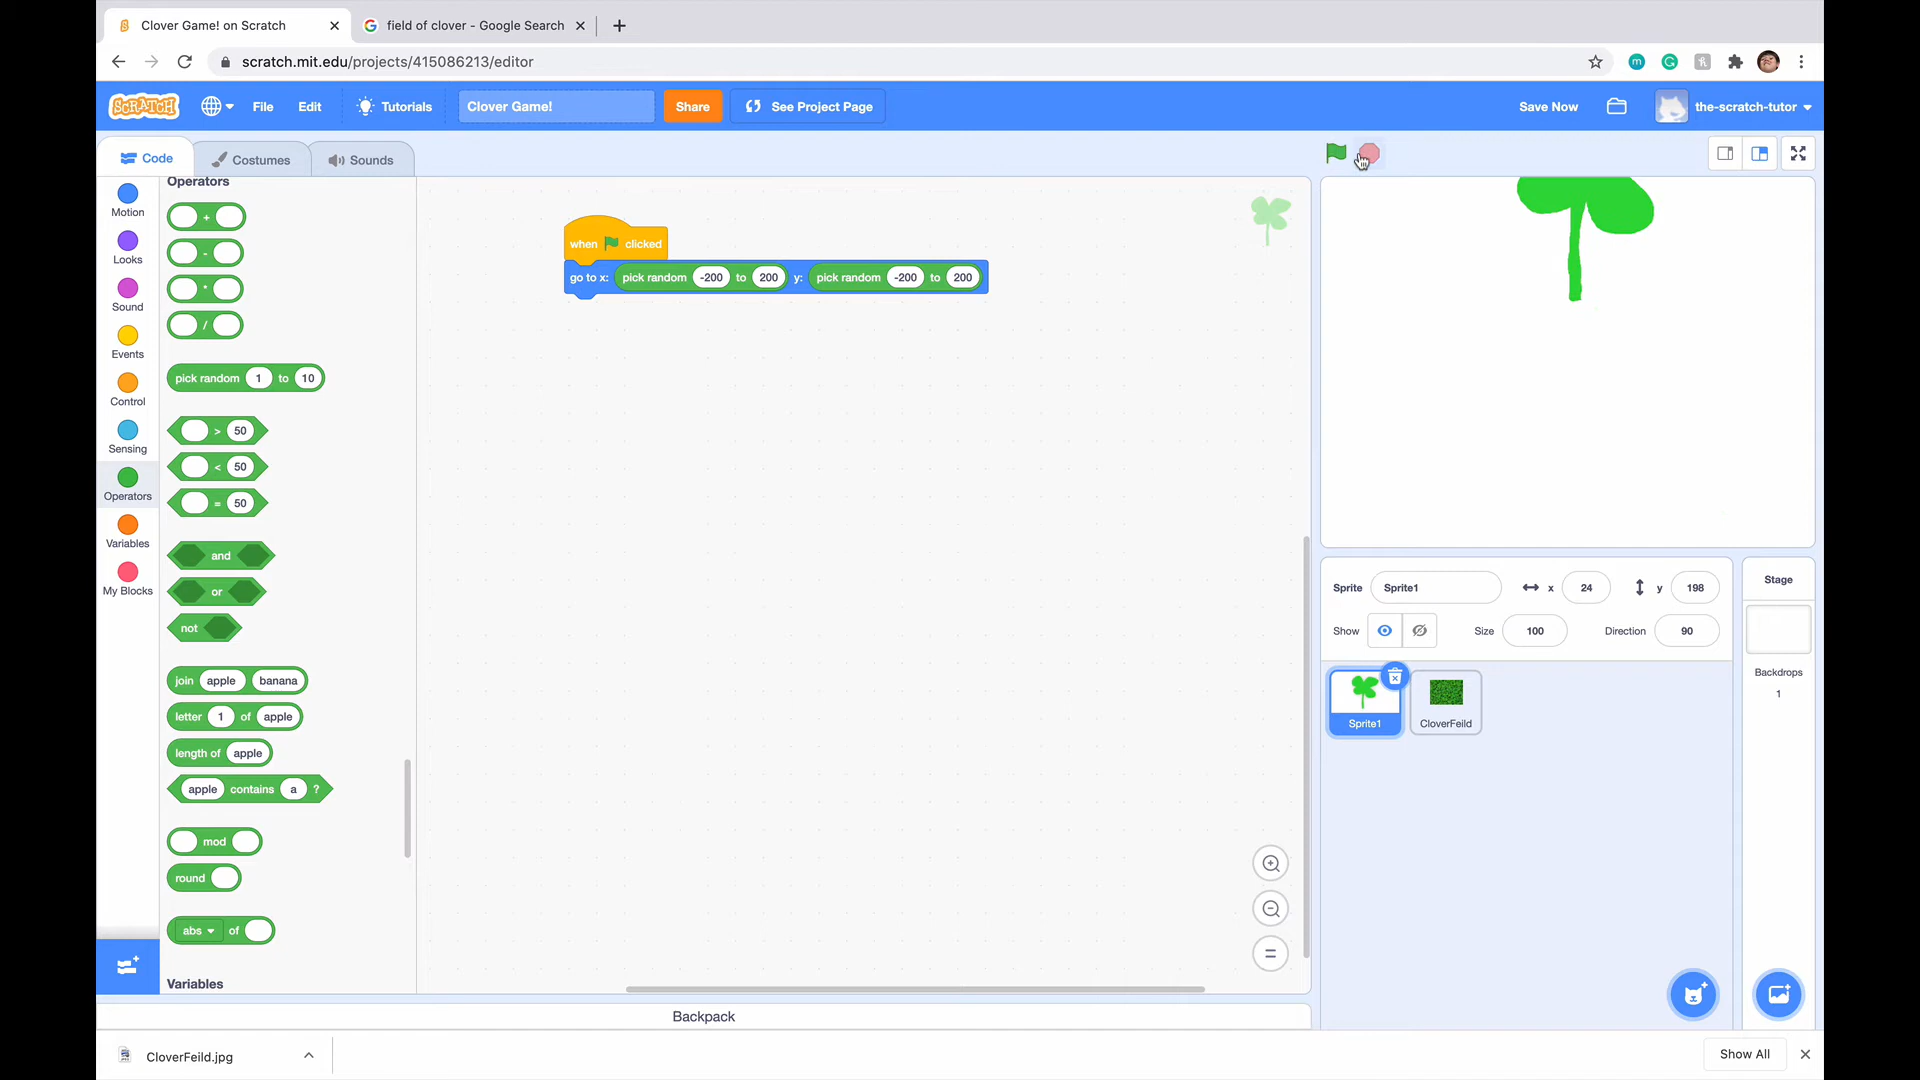 Clover Game! on Scratch
field of clover - Google Search
scratch.mit.edu/projects/415086213/editor
SCRATCH
File
Edit
Tutorials
Clover Game!
Share
See Project Page
Save Now
the-scratch-tutor
Code
Costumes
Sounds
Motion
Looks
Sound
Events
Control
Sensing
Operators
Variables
My Blocks
Operators
+
-
*
/
pick random 1 to 10
> 50
< 50
= 50
and
or
not
join apple banana
letter 1 of apple
length of apple
apple contains a ?
mod
round
abs of
Variables
when clicked
go to x: pick random -200 to 200 y: pick random -200 to 200
Sprite Sprite1 x 24 y 198
Show Size 100 Direction 90
Sprite1
CloverFeild
Stage
Backdrops
1
Backpack
CloverFeild.jpg
Show All